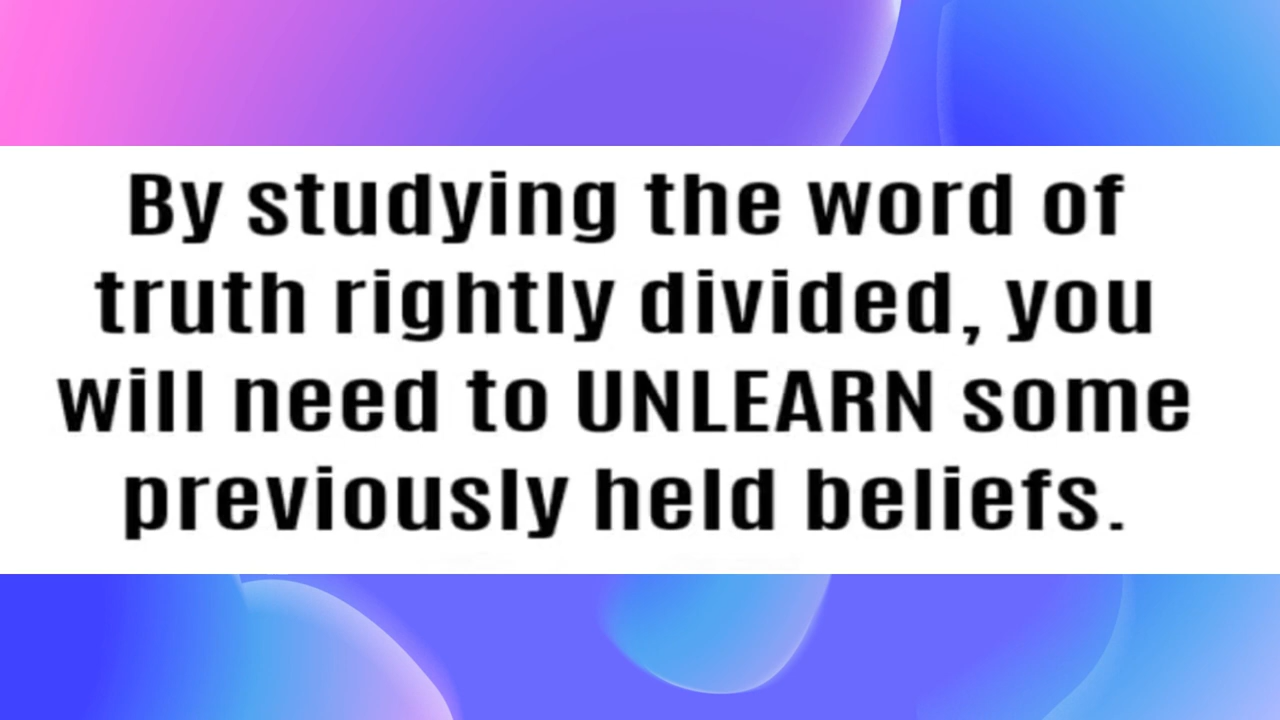 By studying the word of
truth rightly divided, you
will need to UNLEARN some
previously held beliefs.